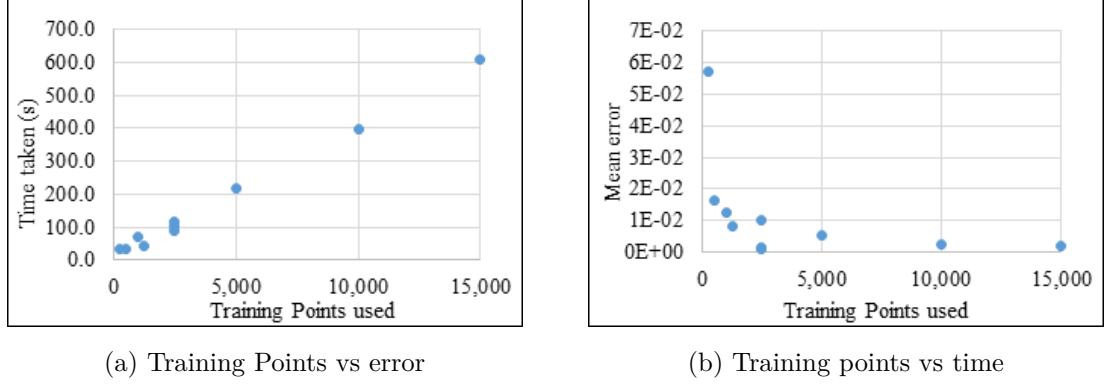 700.0
600.0
500.0
400.0
300.0
200.0
100.0
0.0
Time taken (s)
0 5,000 10,000 15,000
Training Points used
(a) Training Points vs error
7E-02
6E-02
5E-02
4E-02
3E-02
2E-02
1E-02
0E+00
Mean error
0 5,000 10,000 15,000
Training Points used
(b) Training points vs time